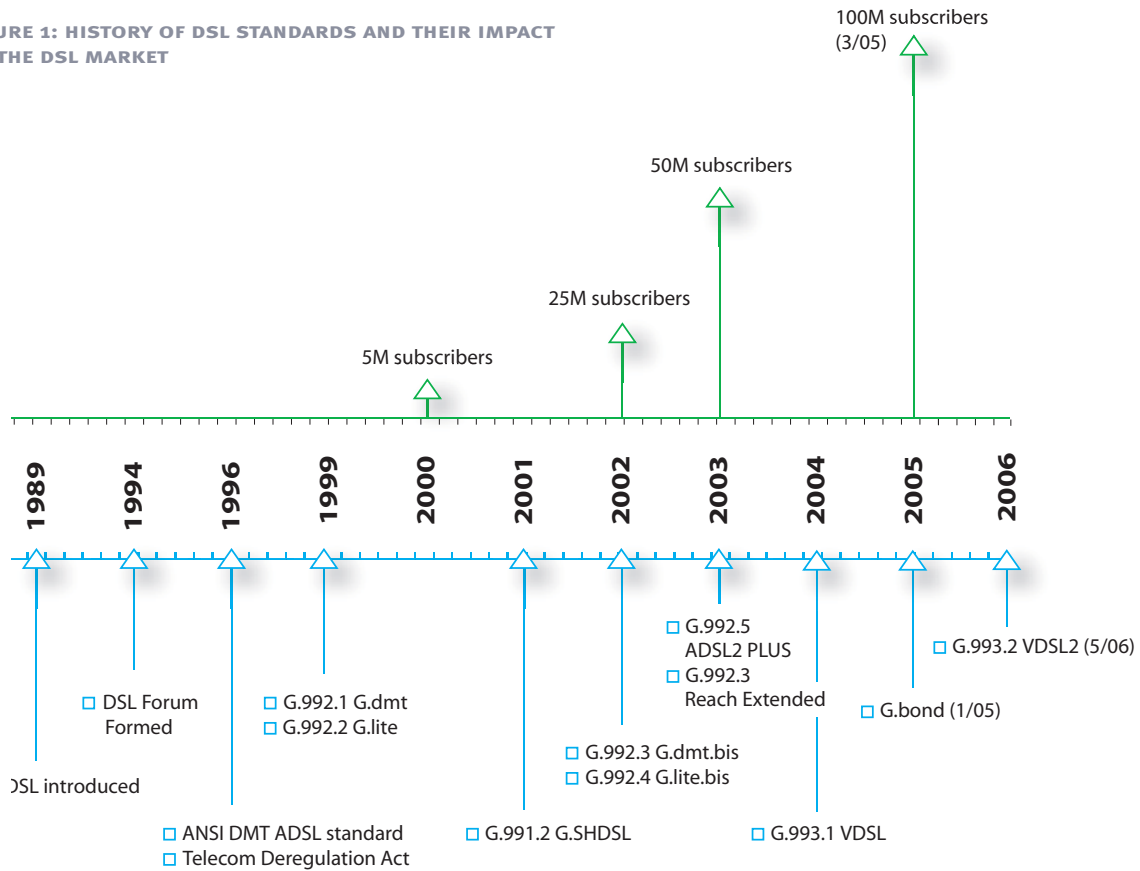 URE 1: HISTORY OF DSL STANDARDS AND THEIR IMPACT
THE DSL MARKET
100M subscribers
(3/05)
50M subscribers
25M subscribers
5M subscribers
1989
1994
1996
1999
2000
2001
2002
2003
2004
2005
2006
G.992.5
ADSL2 PLUS
G.992.3
Reach Extended
G.993.2 VDSL2 (5/06)
DSL Forum
Formed
G.992.1 G.dmt
G.992.2 G.lite
G.bond (1/05)
G.992.3 G.dmt.bis
G.992.4 G.lite.bis
DSL introduced
ANSI DMT ADSL standard
Telecom Deregulation Act
G.991.2 G.SHDSL
G.993.1 VDSL